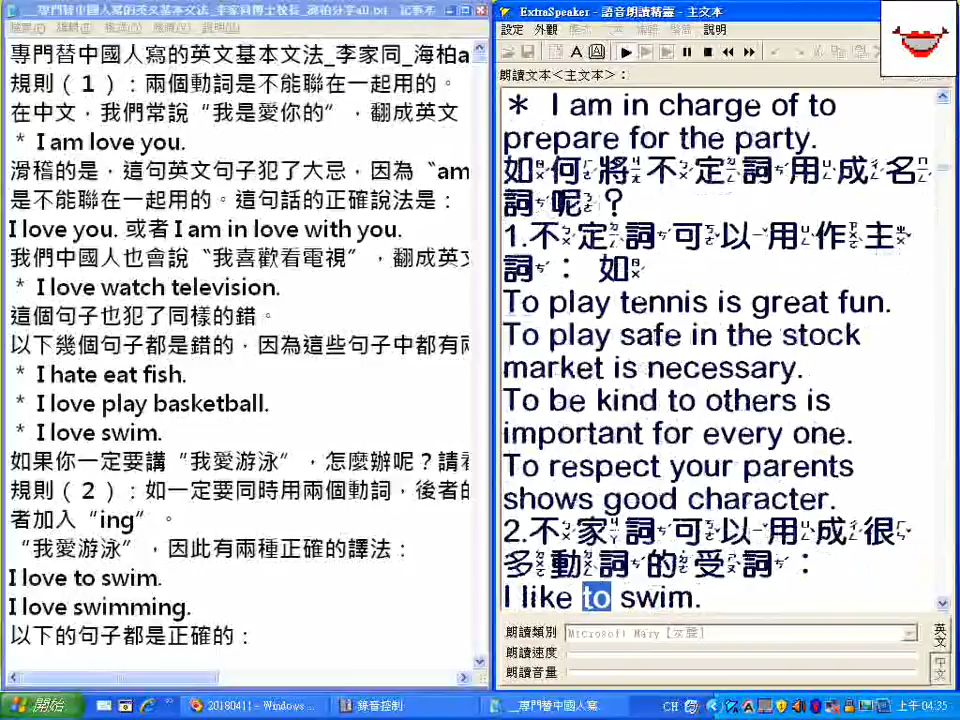 專門替中國人寫的英文基本文法_李家同_海柏a
規則（1）：兩個動詞是不能聯在一起用的。
在中文，我們常說“我是愛你的”，翻成英文
* I am love you.
滑稽的是，這句英文句子犯了大忌，因為“am
是不能聯在一起用的。這句話的正確說法是：
I love you. 或者 I am in love with you.
我們中國人也會說“我喜歡看電視”，翻成英文
* I love watch television.
這個句子也犯了同樣的錯。
以下幾個句子都是錯的，因為這些句子中都有兩
* I hate eat fish.
* I love play basketball.
* I love swim.
如果你一定要講“我愛游泳”，怎麼辦呢？請看
規則（2）：如一定要同時用兩個動詞，後者的
者加入“ing”。
“我愛游泳”，因此有兩種正確的譯法：
I love to swim.
I love swimming.
以下的句子都是正確的：
ExtraSpeaker - 語音朗讀精靈 - 主文本
設定 外觀 說明
朗讀文本<主文本>：
* I am in charge of to
prepare for the party.
如何將不定詞用成名
詞呢？
1.不定詞可以用作主
詞：如
To play tennis is great fun.
To play safe in the stock
market is necessary.
To be kind to others is
important for every one.
To respect your parents
shows good character.
2.不家詞可以用成很
多動詞的受詞：
I like to swim.
朗讀類別 Microsoft Mary【英聲】
朗讀速度
朗讀音量
英文
中文
開始 20180411 - Windows ... 錄音控制 __專門替中國人寫... CH 上午 04:35